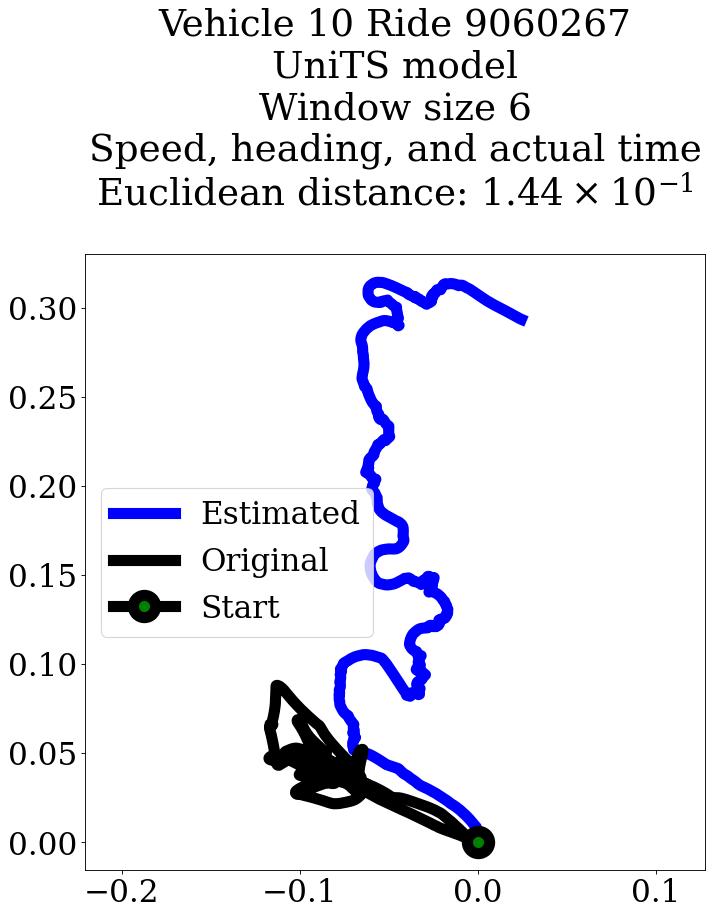 Vehicle 10 Ride 9060267
UniTS model
Window size 6
Speed, heading, and actual time
Euclidean distance: 1.44 × 10⁻¹
0.30
0.25
0.20
0.15
0.10
0.05
0.00
Estimated
Original
Start
−0.2 −0.1 0.0 0.1